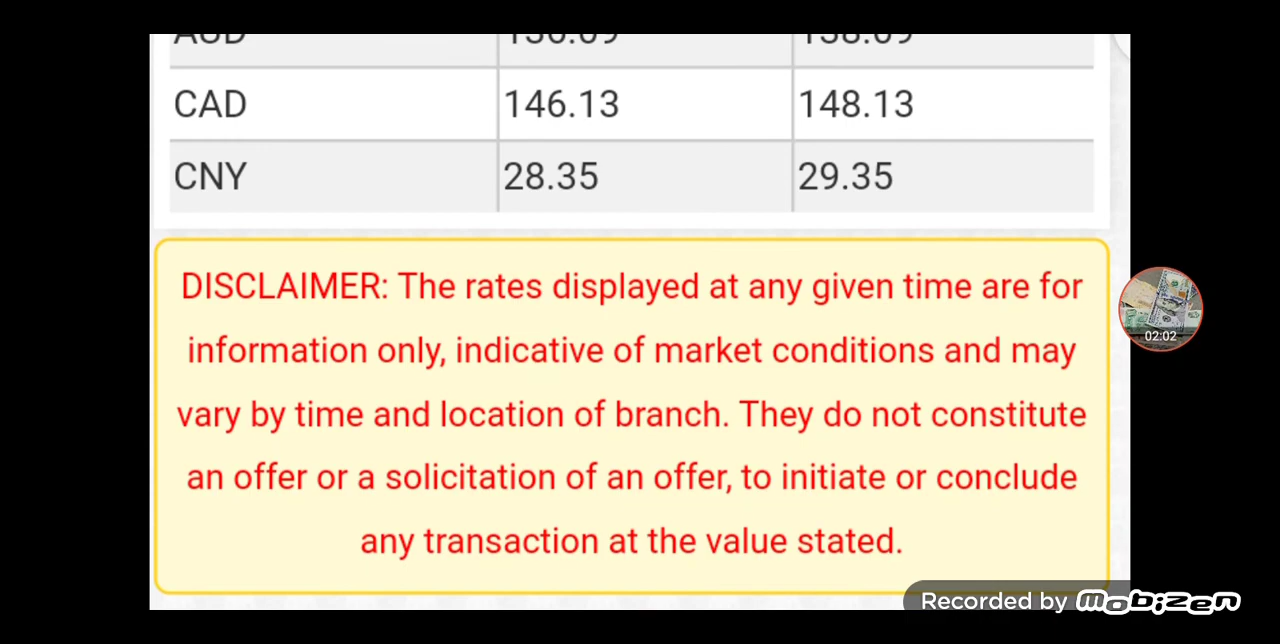 AUD
CAD 146.13 148.13
CNY 28.35 29.35
DISCLAIMER: The rates displayed at any given time are for
information only, indicative of market conditions and may
vary by time and location of branch. They do not constitute
an offer or a solicitation of an offer, to initiate or conclude
any transaction at the value stated.
02:02
Recorded by mobizen